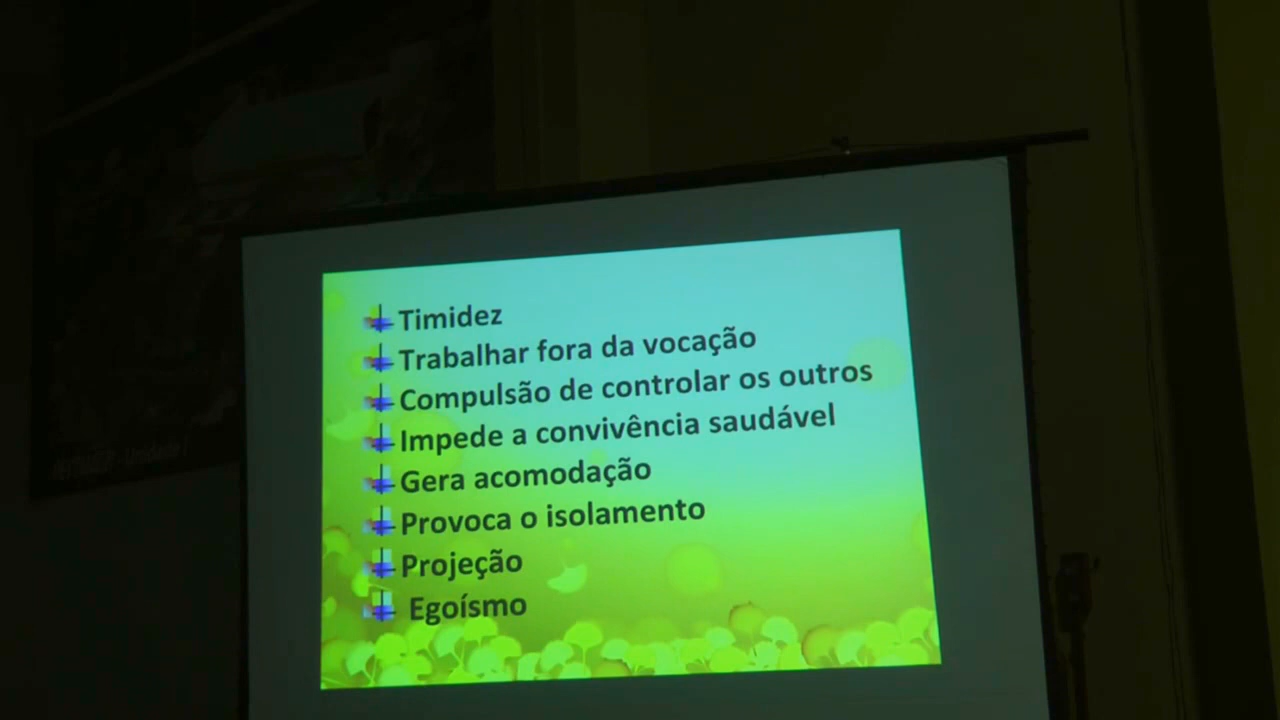 Timidez
Trabalhar fora da vocação
Compulsão de controlar os outros
Impede a convivência saudável
Gera acomodação
Provoca o isolamento
Projeção
Egoísmo